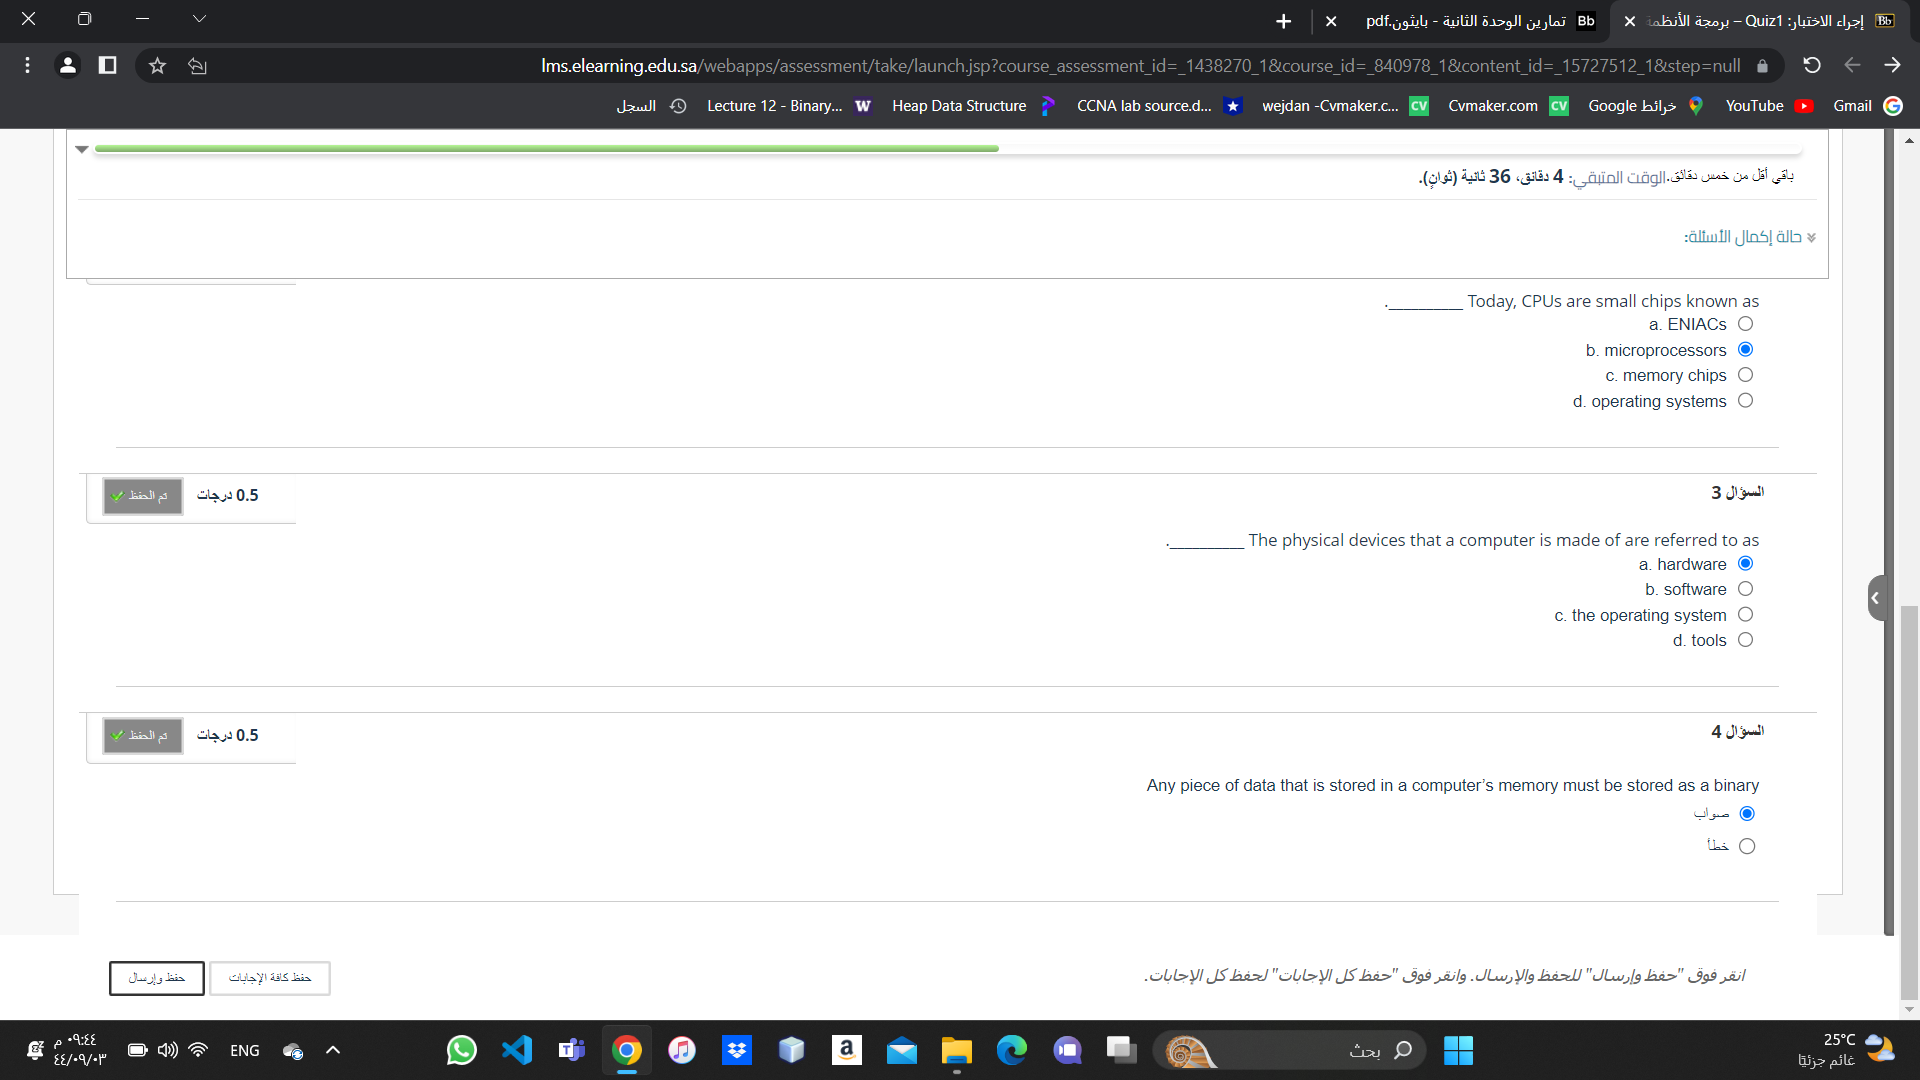 إجراء الاختبار: Quiz1 – برمجة الأنظمة
تمارين الوحدة الثانية - بايثون.pdf
lms.elearning.edu.sa/webapps/assessment/take/launch.jsp?course_assessment_id=_1438270_1&course_id=_840978_1&content_id=_15727512_1&step=null
Gmail
YouTube
خرائط Google
Cvmaker.com
wejdan -Cvmaker.c...
CCNA lab source.d...
Heap Data Structure
Lecture 12 - Binary...
السجل
باقي أقل من خمس دقائق.الوقت المتبقي: 4 دقائق، 36 ثانية (ثوانٍ).
حالة إكمال الأسئلة:
Today, CPUs are small chips known as __________.
a. ENIACs
b. microprocessors
c. memory chips
d. operating systems
السؤال 3
0.5 درجات
تم الحفظ
The physical devices that a computer is made of are referred to as __________.
a. hardware
b. software
c. the operating system
d. tools
السؤال 4
0.5 درجات
تم الحفظ
Any piece of data that is stored in a computer’s memory must be stored as a binary
صواب
خطأ
انقر فوق "حفظ وإرسال" للحفظ والإرسال. وانقر فوق "حفظ كل الإجابات" لحفظ كل الإجابات.
حفظ كافة الإجابات
حفظ وإرسال
25°C
غائم جزئيًا
بحث
ENG
٠٩:٤٤ م
٤٤/٠٩/٠٣